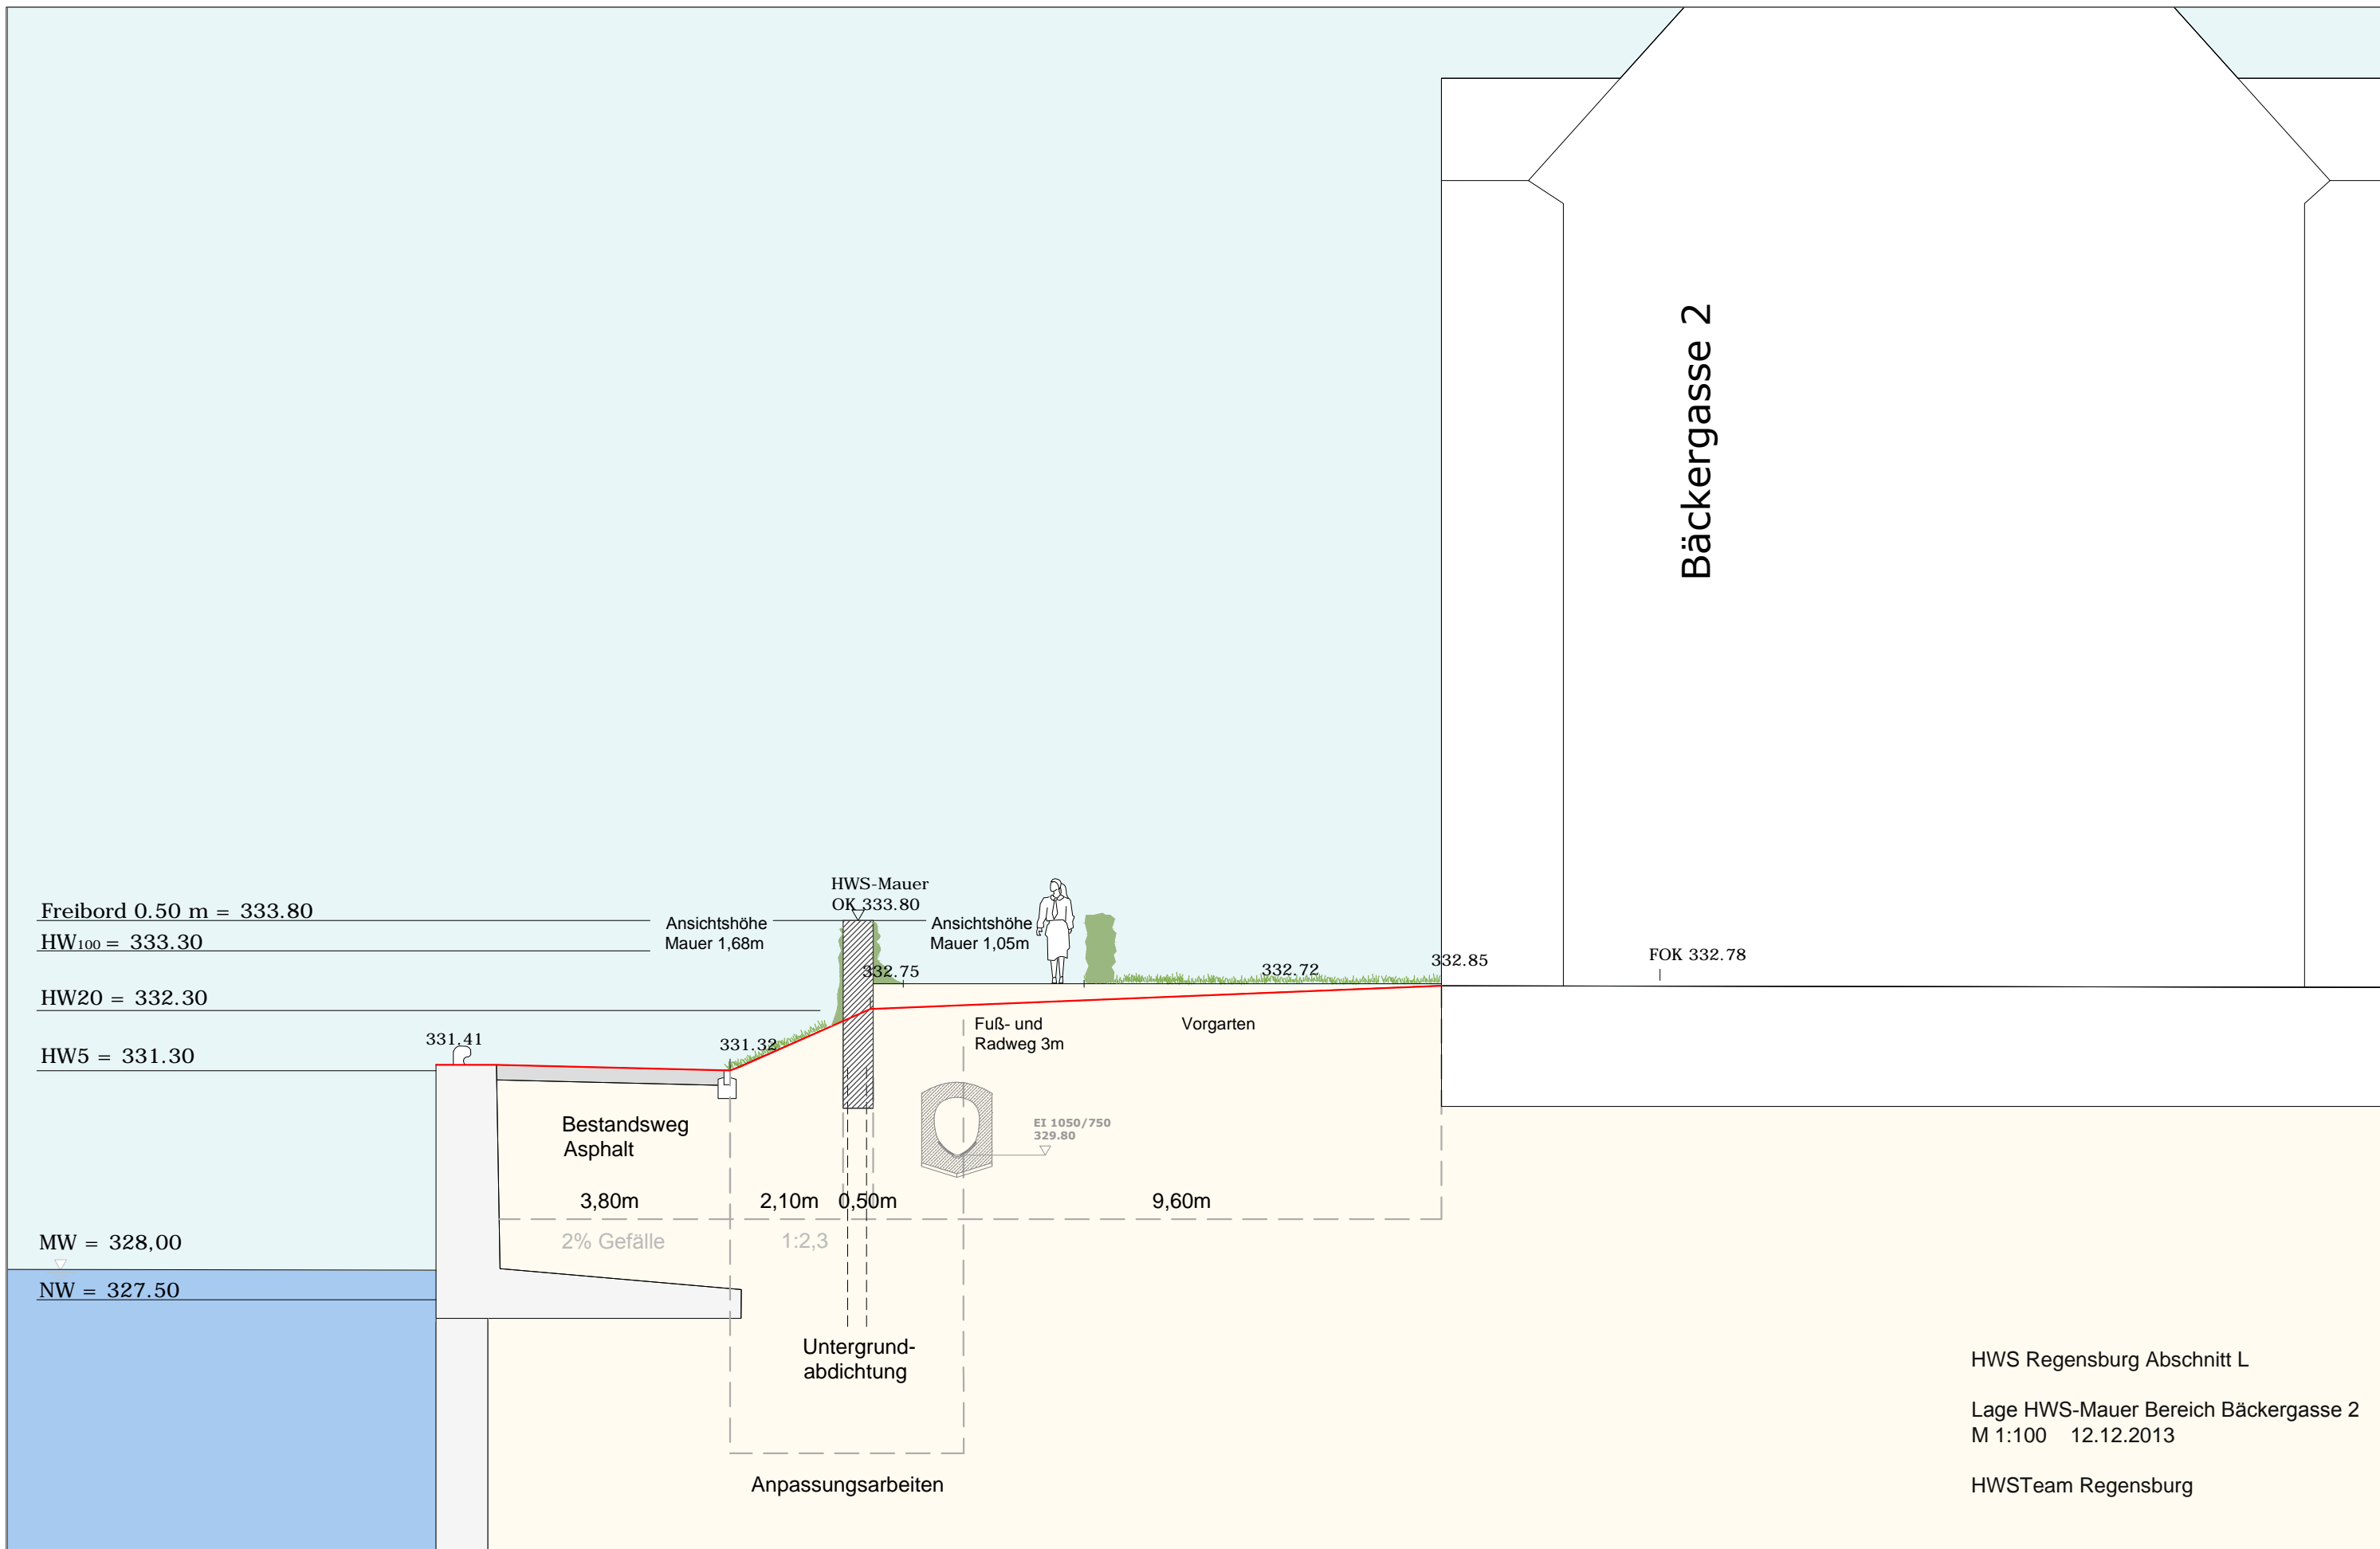 Bäckergasse 2
HWS-Mauer
OK 333.80
Freibord 0.50 m = 333.80
Ansichtshöhe
Mauer 1,68m
Ansichtshöhe
Mauer 1,05m
HW100 = 333.30
332.75
332.72
332.85
FOK 332.78
HW20 = 332.30
Fuß- und
Radweg 3m
Vorgarten
331.41
331.32
HW5 = 331.30
Bestandsweg
Asphalt
EI 1050/750
329.80
3,80m
2,10m
0,50m
9,60m
2% Gefälle
1:2,3
MW = 328,00
NW = 327.50
Untergrund-
abdichtung
Anpassungsarbeiten
HWS Regensburg Abschnitt L
Lage HWS-Mauer Bereich Bäckergasse 2
M 1:100 12.12.2013
HWSTeam Regensburg